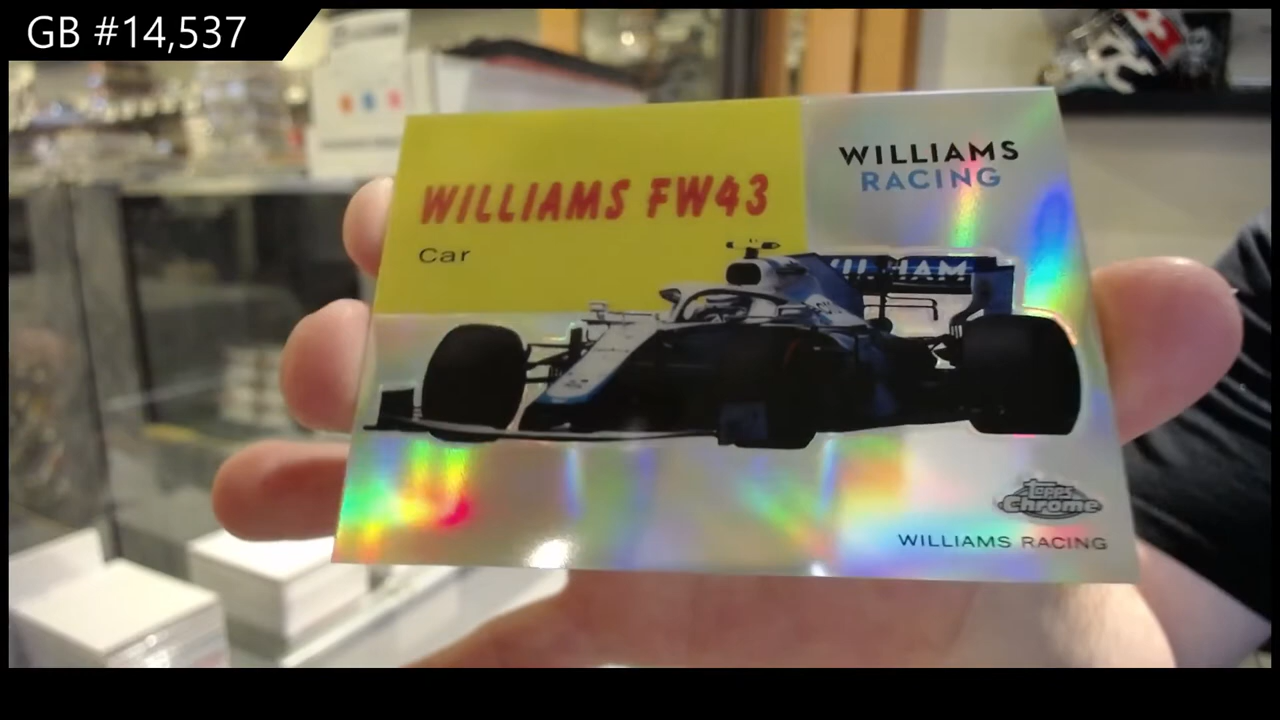 GB #14,537
WILLIAMS FW43
Car
WILLIAMS
RACING
Topps
Chrome
WILLIAMS RACING